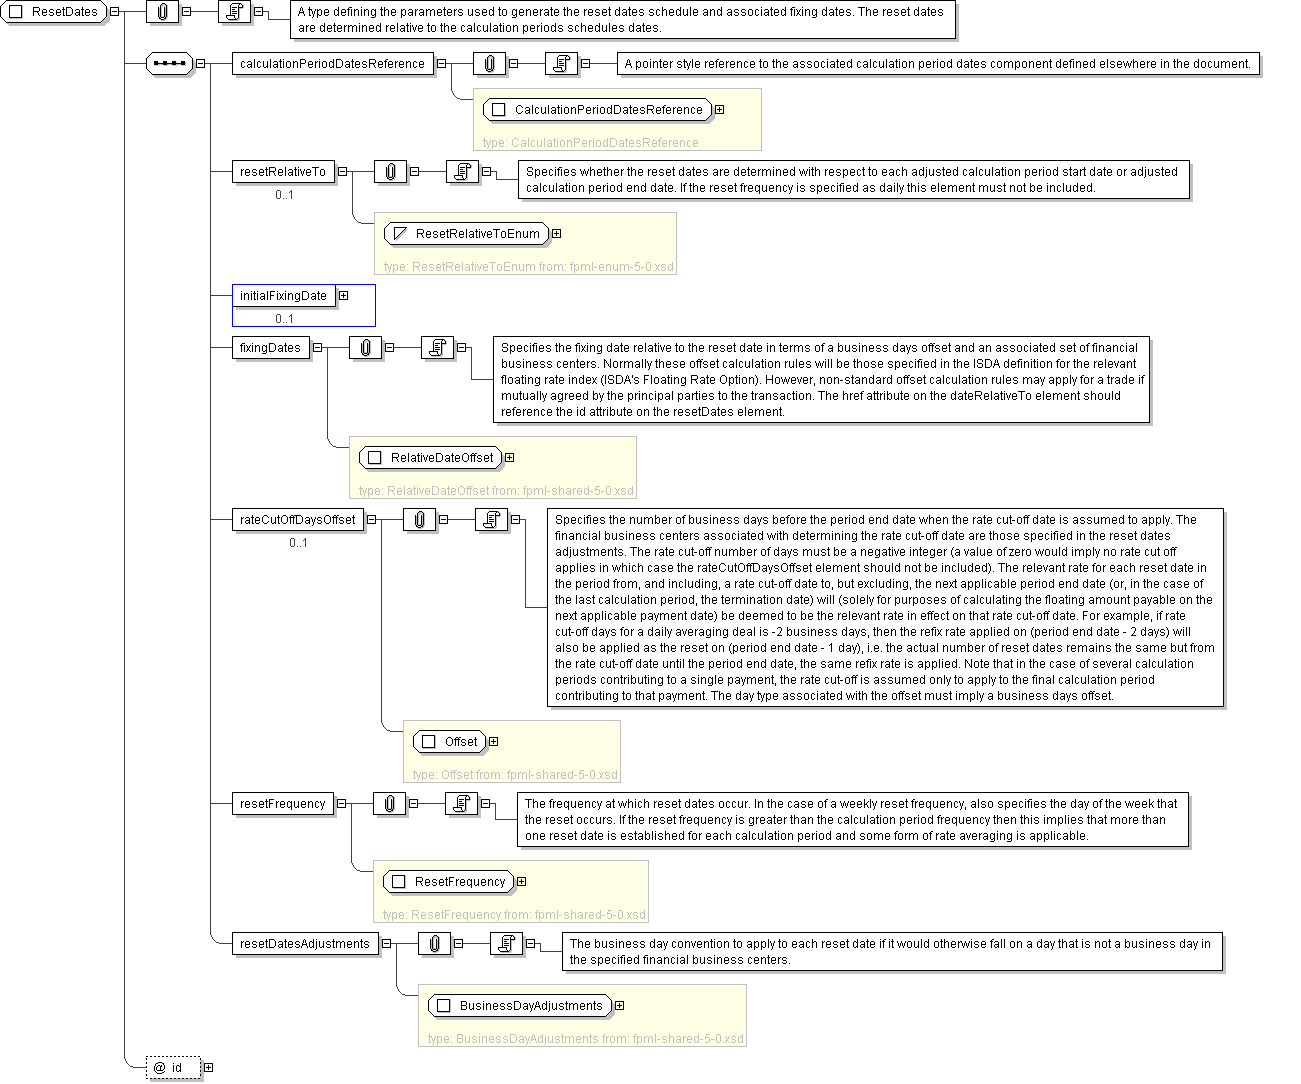 ResetDates
A type defining the parameters used to generate the reset dates schedule and associated fixing dates. The reset dates
are determined relative to the calculation periods schedules dates.
calculationPeriodDatesReference
A pointer style reference to the associated calculation period dates component defined elsewhere in the document.
CalculationPeriodDatesReference
type: CalculationPeriodDatesReference
resetRelativeTo
0..1
Specifies whether the reset dates are determined with respect to each adjusted calculation period start date or adjusted
calculation period end date. If the reset frequency is specified as daily this element must not be included.
ResetRelativeToEnum
type: ResetRelativeToEnum from: fpml-enum-5-0.xsd
initialFixingDate
0..1
fixingDates
Specifies the fixing date relative to the reset date in terms of a business days offset and an associated set of financial
business centers. Normally these offset calculation rules will be those specified in the ISDA definition for the relevant
floating rate index (ISDA's Floating Rate Option). However, non-standard offset calculation rules may apply for a trade if
mutually agreed by the principal parties to the transaction. The href attribute on the dateRelativeTo element should
reference the id attribute on the resetDates element.
RelativeDateOffset
type: RelativeDateOffset from: fpml-shared-5-0.xsd
rateCutOffDaysOffset
0..1
Specifies the number of business days before the period end date when the rate cut-off date is assumed to apply. The
financial business centers associated with determining the rate cut-off date are those specified in the reset dates
adjustments. The rate cut-off number of days must be a negative integer (a value of zero would imply no rate cut off
applies in which case the rateCutOffDaysOffset element should not be included). The relevant rate for each reset date in
the period from, and including, a rate cut-off date to, but excluding, the next applicable period end date (or, in the case of
the last calculation period, the termination date) will (solely for purposes of calculating the floating amount payable on the
next applicable payment date) be deemed to be the relevant rate in effect on that rate cut-off date. For example, if rate
cut-off days for a daily averaging deal is -2 business days, then the refix rate applied on (period end date - 2 days) will
also be applied as the reset on (period end date - 1 day), i.e. the actual number of reset dates remains the same but from
the rate cut-off date until the period end date, the same refix rate is applied. Note that in the case of several calculation
periods contributing to a single payment, the rate cut-off is assumed only to apply to the final calculation period
contributing to that payment. The day type associated with the offset must imply a business days offset.
Offset
type: Offset from: fpml-shared-5-0.xsd
resetFrequency
The frequency at which reset dates occur. In the case of a weekly reset frequency, also specifies the day of the week that
the reset occurs. If the reset frequency is greater than the calculation period frequency then this implies that more than
one reset date is established for each calculation period and some form of rate averaging is applicable.
ResetFrequency
type: ResetFrequency from: fpml-shared-5-0.xsd
resetDatesAdjustments
The business day convention to apply to each reset date if it would otherwise fall on a day that is not a business day in
the specified financial business centers.
BusinessDayAdjustments
type: BusinessDayAdjustments from: fpml-shared-5-0.xsd
@ id